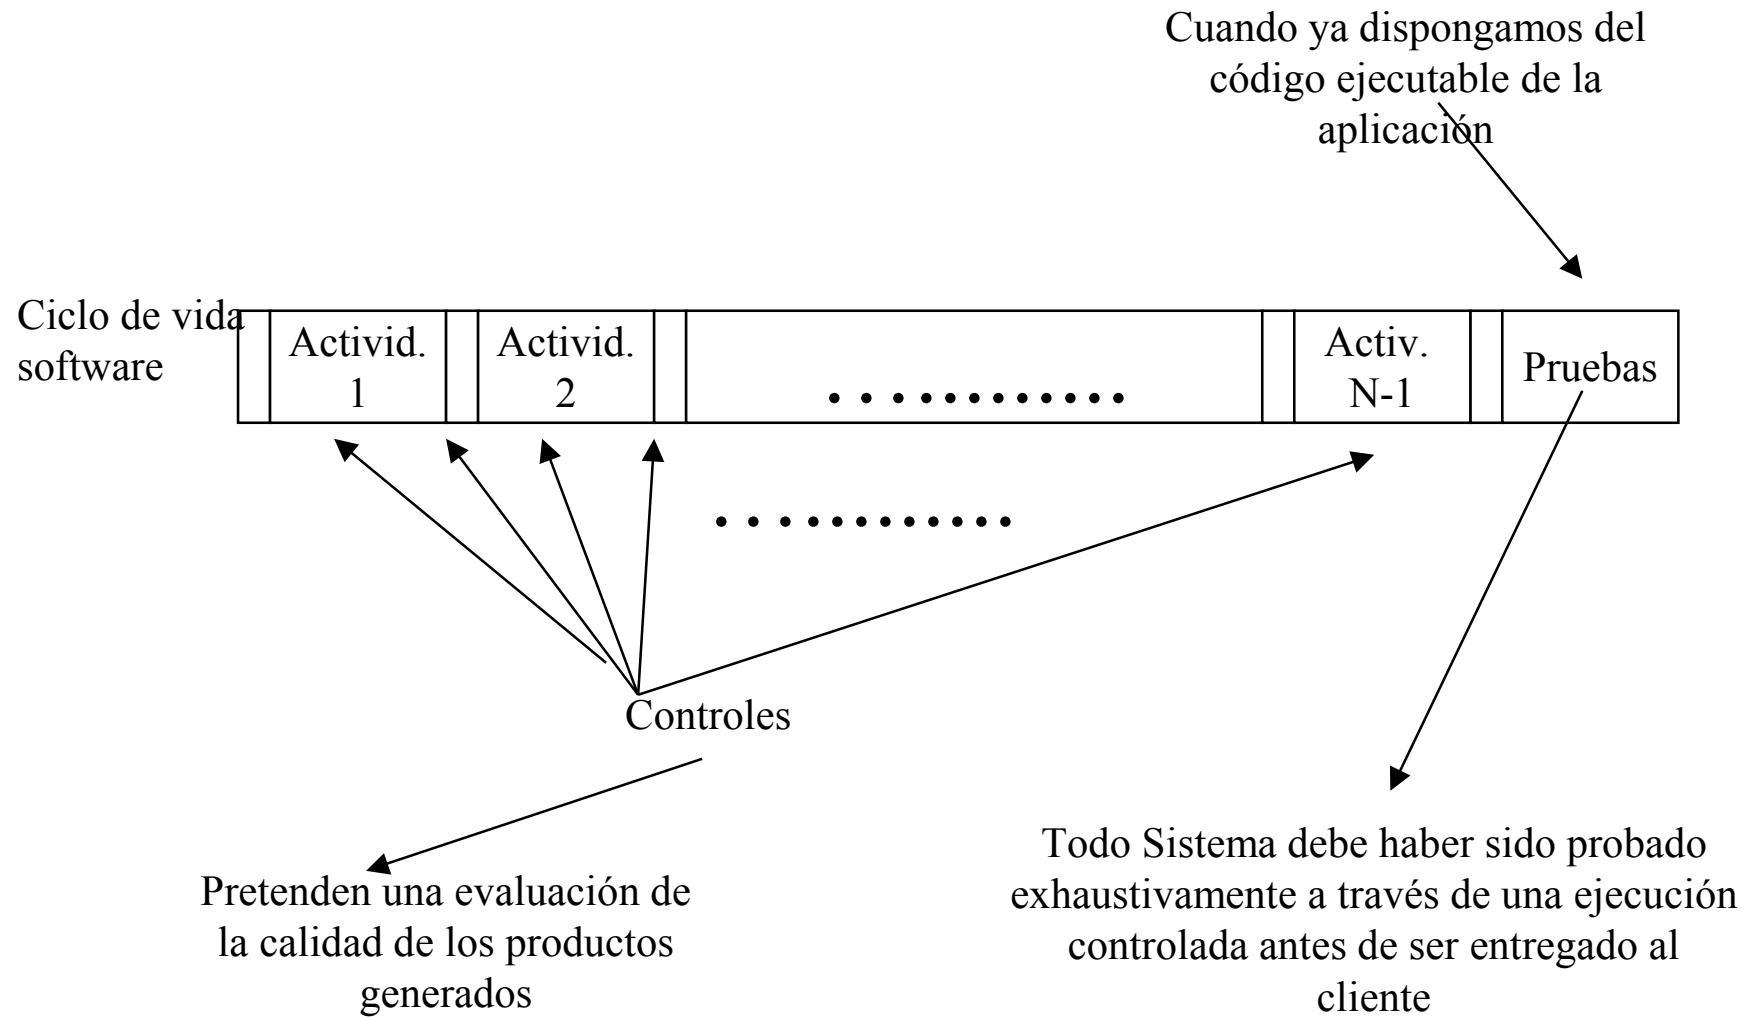 Cuando ya dispongamos del
código ejecutable de la
aplicación
Ciclo de vida
software
Activid.
1
Activid.
2
............
Activ.
N-1
Pruebas
............
Controles
Pretenden una evaluación de
la calidad de los productos
generados
Todo Sistema debe haber sido probado
exhaustivamente a través de una ejecución
controlada antes de ser entregado al
cliente